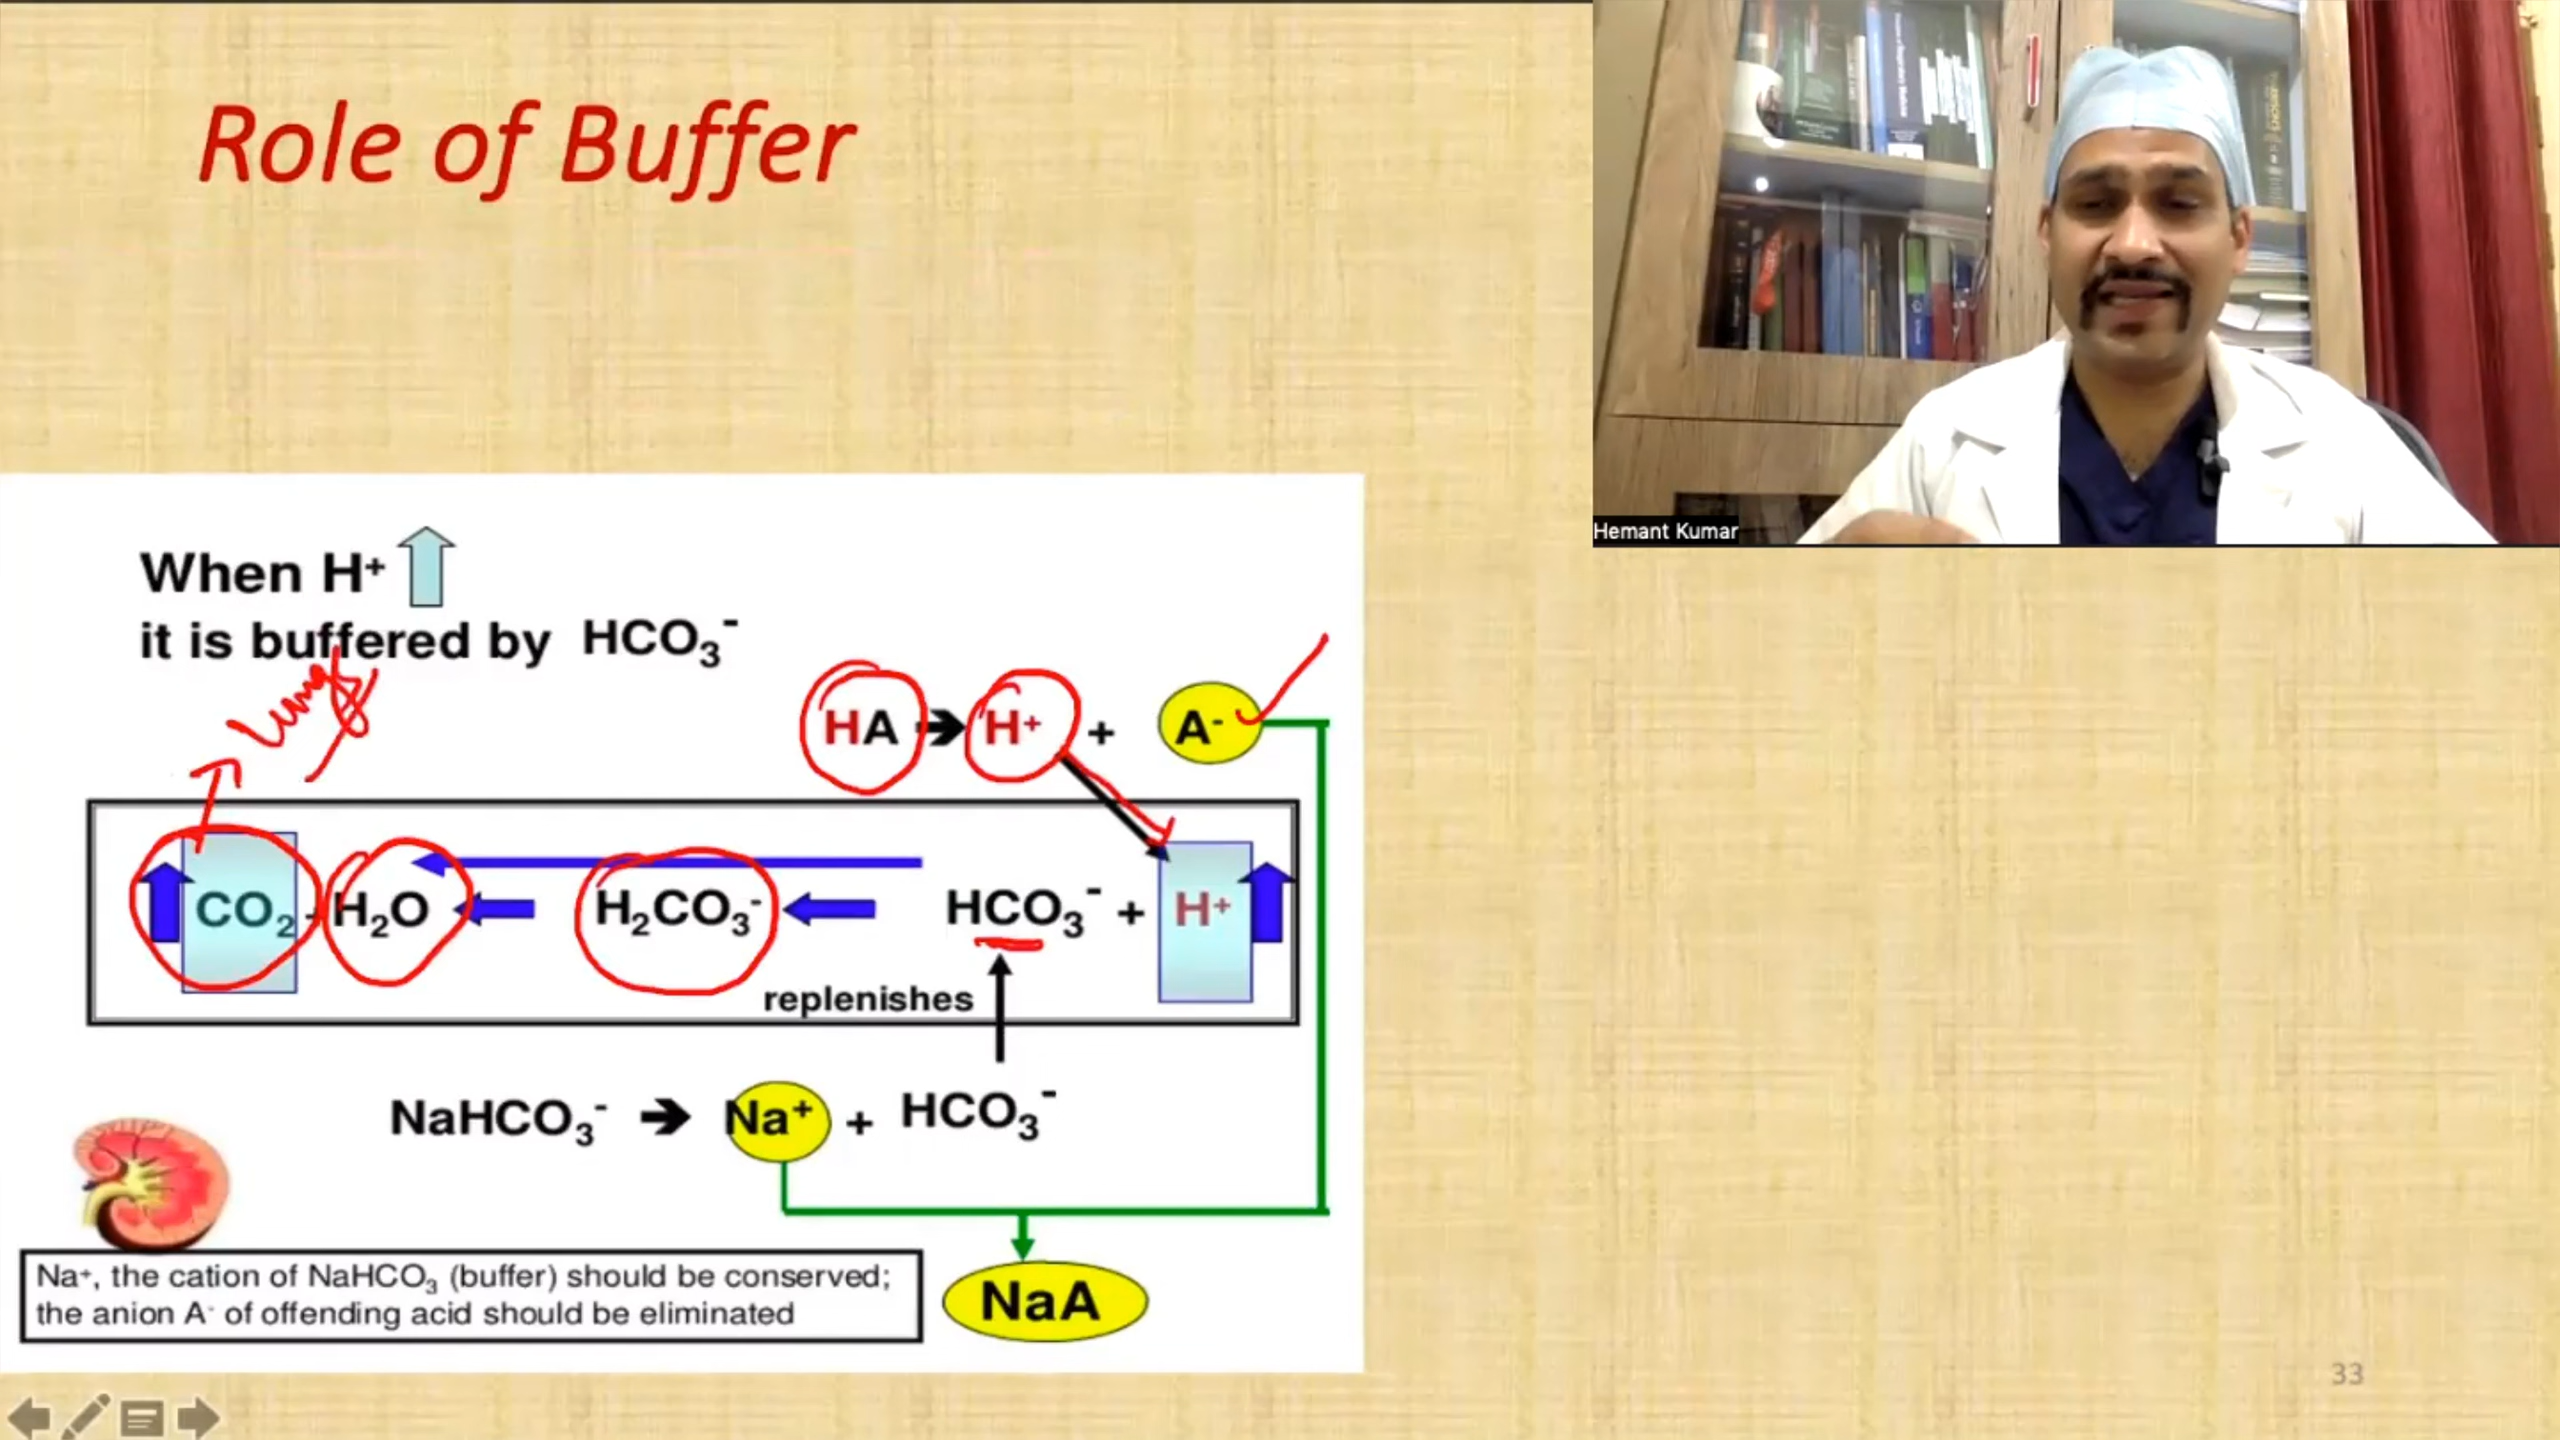 Role of Buffer
Hemant Kumar
When H⁺
it is buffered by HCO₃⁻
Lungs
HA → H⁺ + A⁻
CO₂ + H₂O H₂CO₃⁻ HCO₃⁻ + H⁺
replenishes
NaHCO₃⁻ → Na⁺ + HCO₃⁻
Na⁺, the cation of NaHCO₃ (buffer) should be conserved;
the anion A⁻ of offending acid should be eliminated
NaA
33